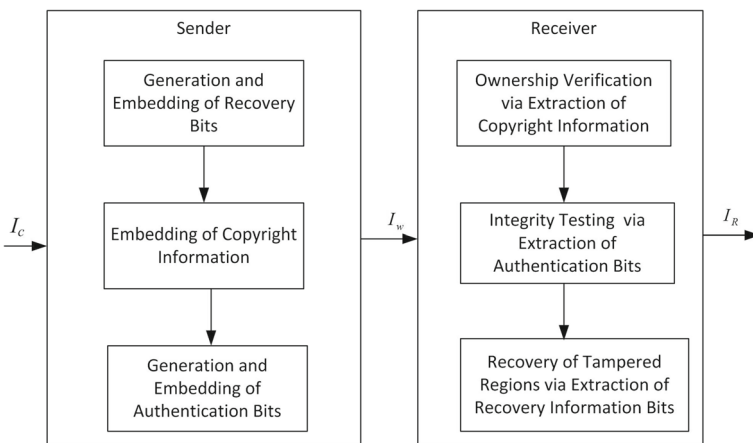 Sender
Generation and
Embedding of Recovery
Bits
Embedding of Copyright
Information
Generation and
Embedding of
Authentication Bits
I_c
I_w
Receiver
Ownership Verification
via Extraction of
Copyright Information
Integrity Testing via
Extraction of
Authentication Bits
Recovery of Tampered
Regions via Extraction of
Recovery Information Bits
I_R